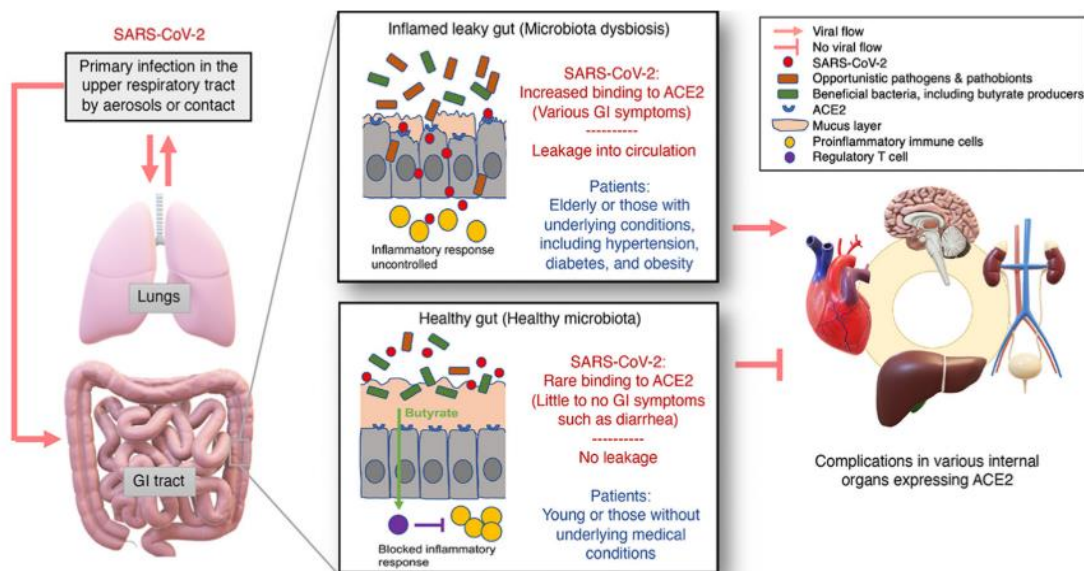 SARS-CoV-2
Primary infection in the
upper respiratory tract
by aerosols or contact
Lungs
GI tract
Inflamed leaky gut (Microbiota dysbiosis)
SARS-CoV-2:
Increased binding to ACE2
(Various GI symptoms)
----------
Leakage into circulation
Patients:
Elderly or those with
underlying conditions,
including hypertension,
diabetes, and obesity
Inflammatory response
uncontrolled
Healthy gut (Healthy microbiota)
SARS-CoV-2:
Rare binding to ACE2
(Little to no GI symptoms
such as diarrhea)
----------
No leakage
Patients:
Young or those without
underlying medical
conditions
Butyrate
Blocked inflammatory
response
Viral flow
No viral flow
SARS-CoV-2
Opportunistic pathogens & pathobionts
Beneficial bacteria, including butyrate producers
ACE2
Mucus layer
Proinflammatory immune cells
Regulatory T cell
Complications in various internal
organs expressing ACE2